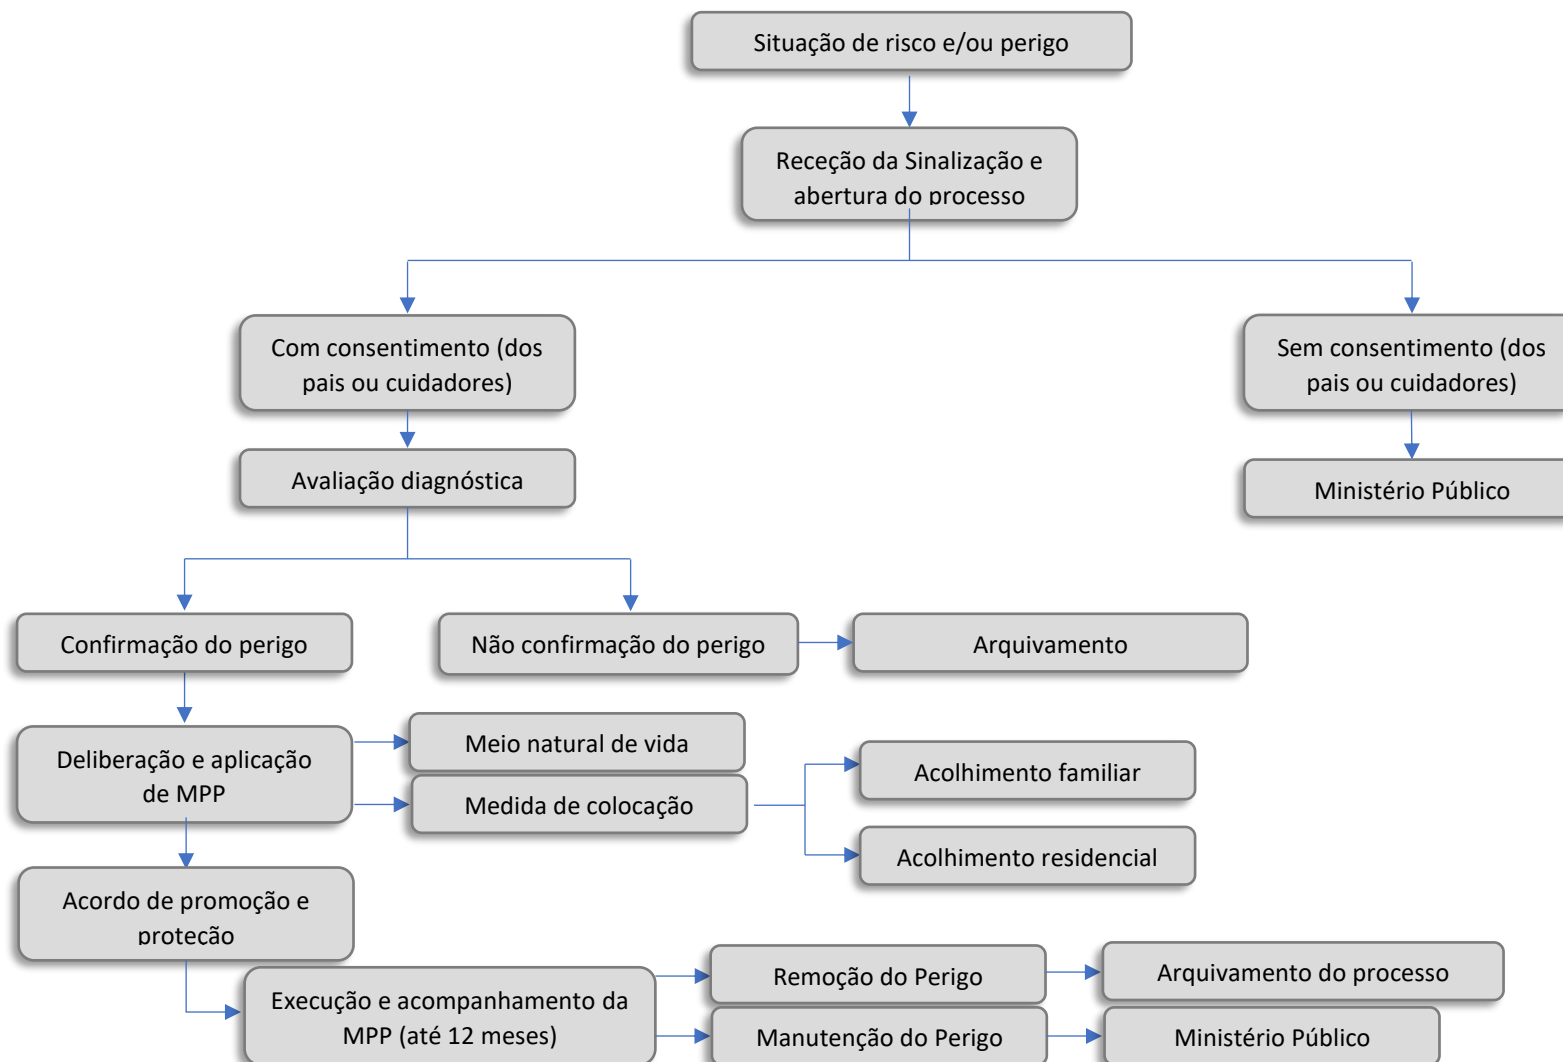 Situação de risco e/ou perigo
Receção da Sinalização e
abertura do processo
Com consentimento (dos
pais ou cuidadores)
Sem consentimento (dos
pais ou cuidadores)
Avaliação diagnóstica
Ministério Público
Confirmação do perigo
Não confirmação do perigo
Arquivamento
Deliberação e aplicação
de MPP
Meio natural de vida
Medida de colocação
Acolhimento familiar
Acolhimento residencial
Acordo de promoção e
proteção
Execução e acompanhamento da
MPP (até 12 meses)
Remoção do Perigo
Arquivamento do processo
Manutenção do Perigo
Ministério Público